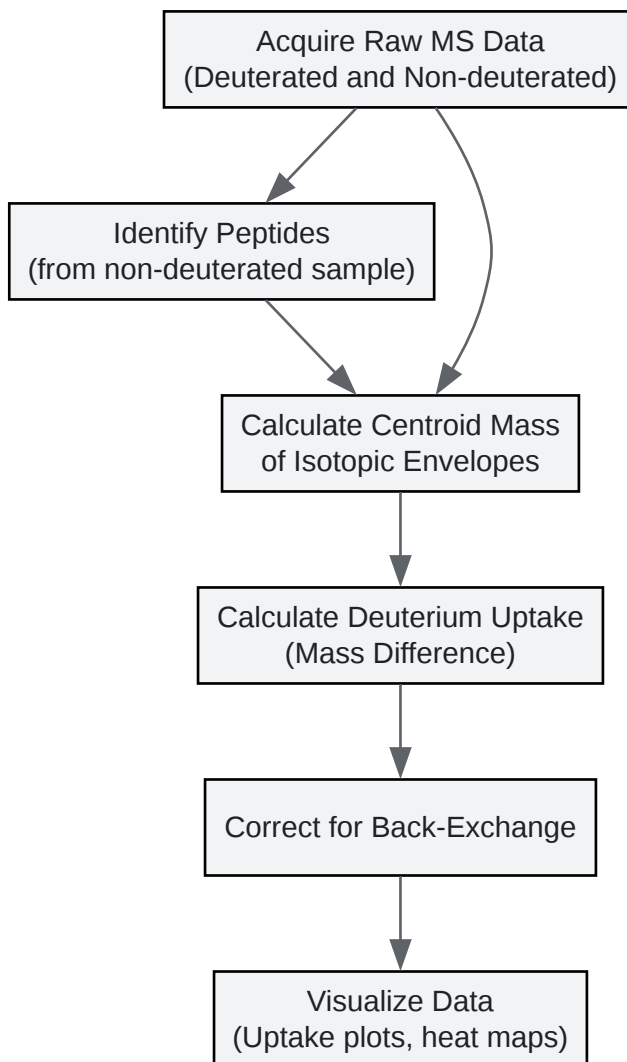 Acquire Raw MS Data
(Deuterated and Non-deuterated)
Identify Peptides
(from non-deuterated sample)
Calculate Centroid Mass
of Isotopic Envelopes
Calculate Deuterium Uptake
(Mass Difference)
Correct for Back-Exchange
Visualize Data
(Uptake plots, heat maps)